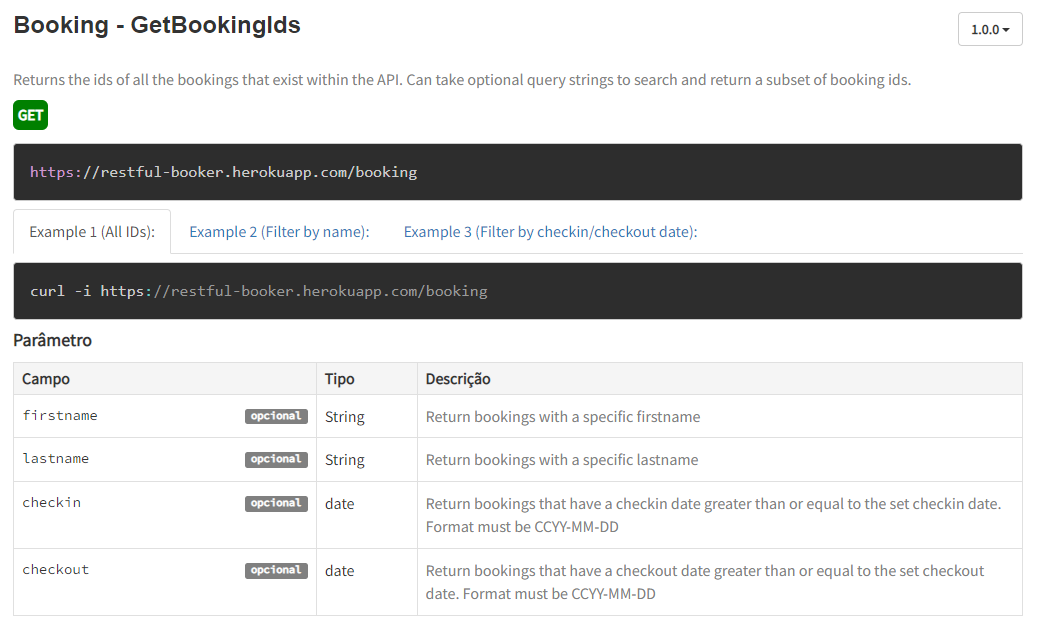 Booking - GetBookingIds
1.0.0
Returns the ids of all the bookings that exist within the API. Can take optional query strings to search and return a subset of booking ids.
GET
https://restful-booker.herokuapp.com/booking
Example 1 (All IDs): Example 2 (Filter by name): Example 3 (Filter by checkin/checkout date):
curl -i https://restful-booker.herokuapp.com/booking
Parâmetro
Campo Tipo Descrição
firstname opcional String Return bookings with a specific firstname
lastname opcional String Return bookings with a specific lastname
checkin opcional date Return bookings that have a checkin date greater than or equal to the set checkin date.
Format must be CCYY-MM-DD
checkout opcional date Return bookings that have a checkout date greater than or equal to the set checkout
date. Format must be CCYY-MM-DD